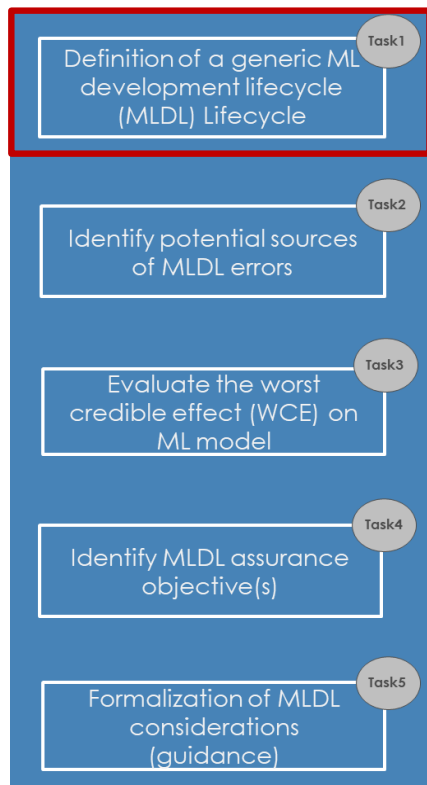 Task1
Definition of a generic ML
development lifecycle
(MLDL) Lifecycle
Task2
Identify potential sources
of MLDL errors
Task3
Evaluate the worst
credible effect (WCE) on
ML model
Task4
Identify MLDL assurance
objective(s)
Task5
Formalization of MLDL
considerations
(guidance)